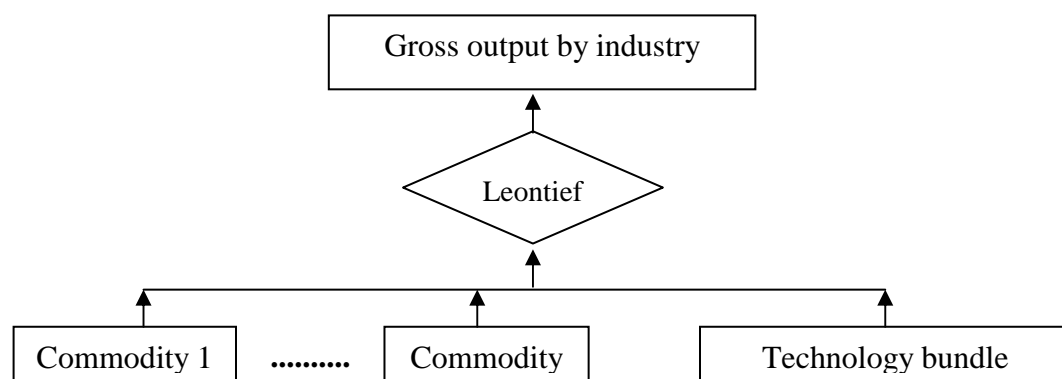 Gross output by industry
Leontief
Commodity 1 .......... Commodity Technology bundle